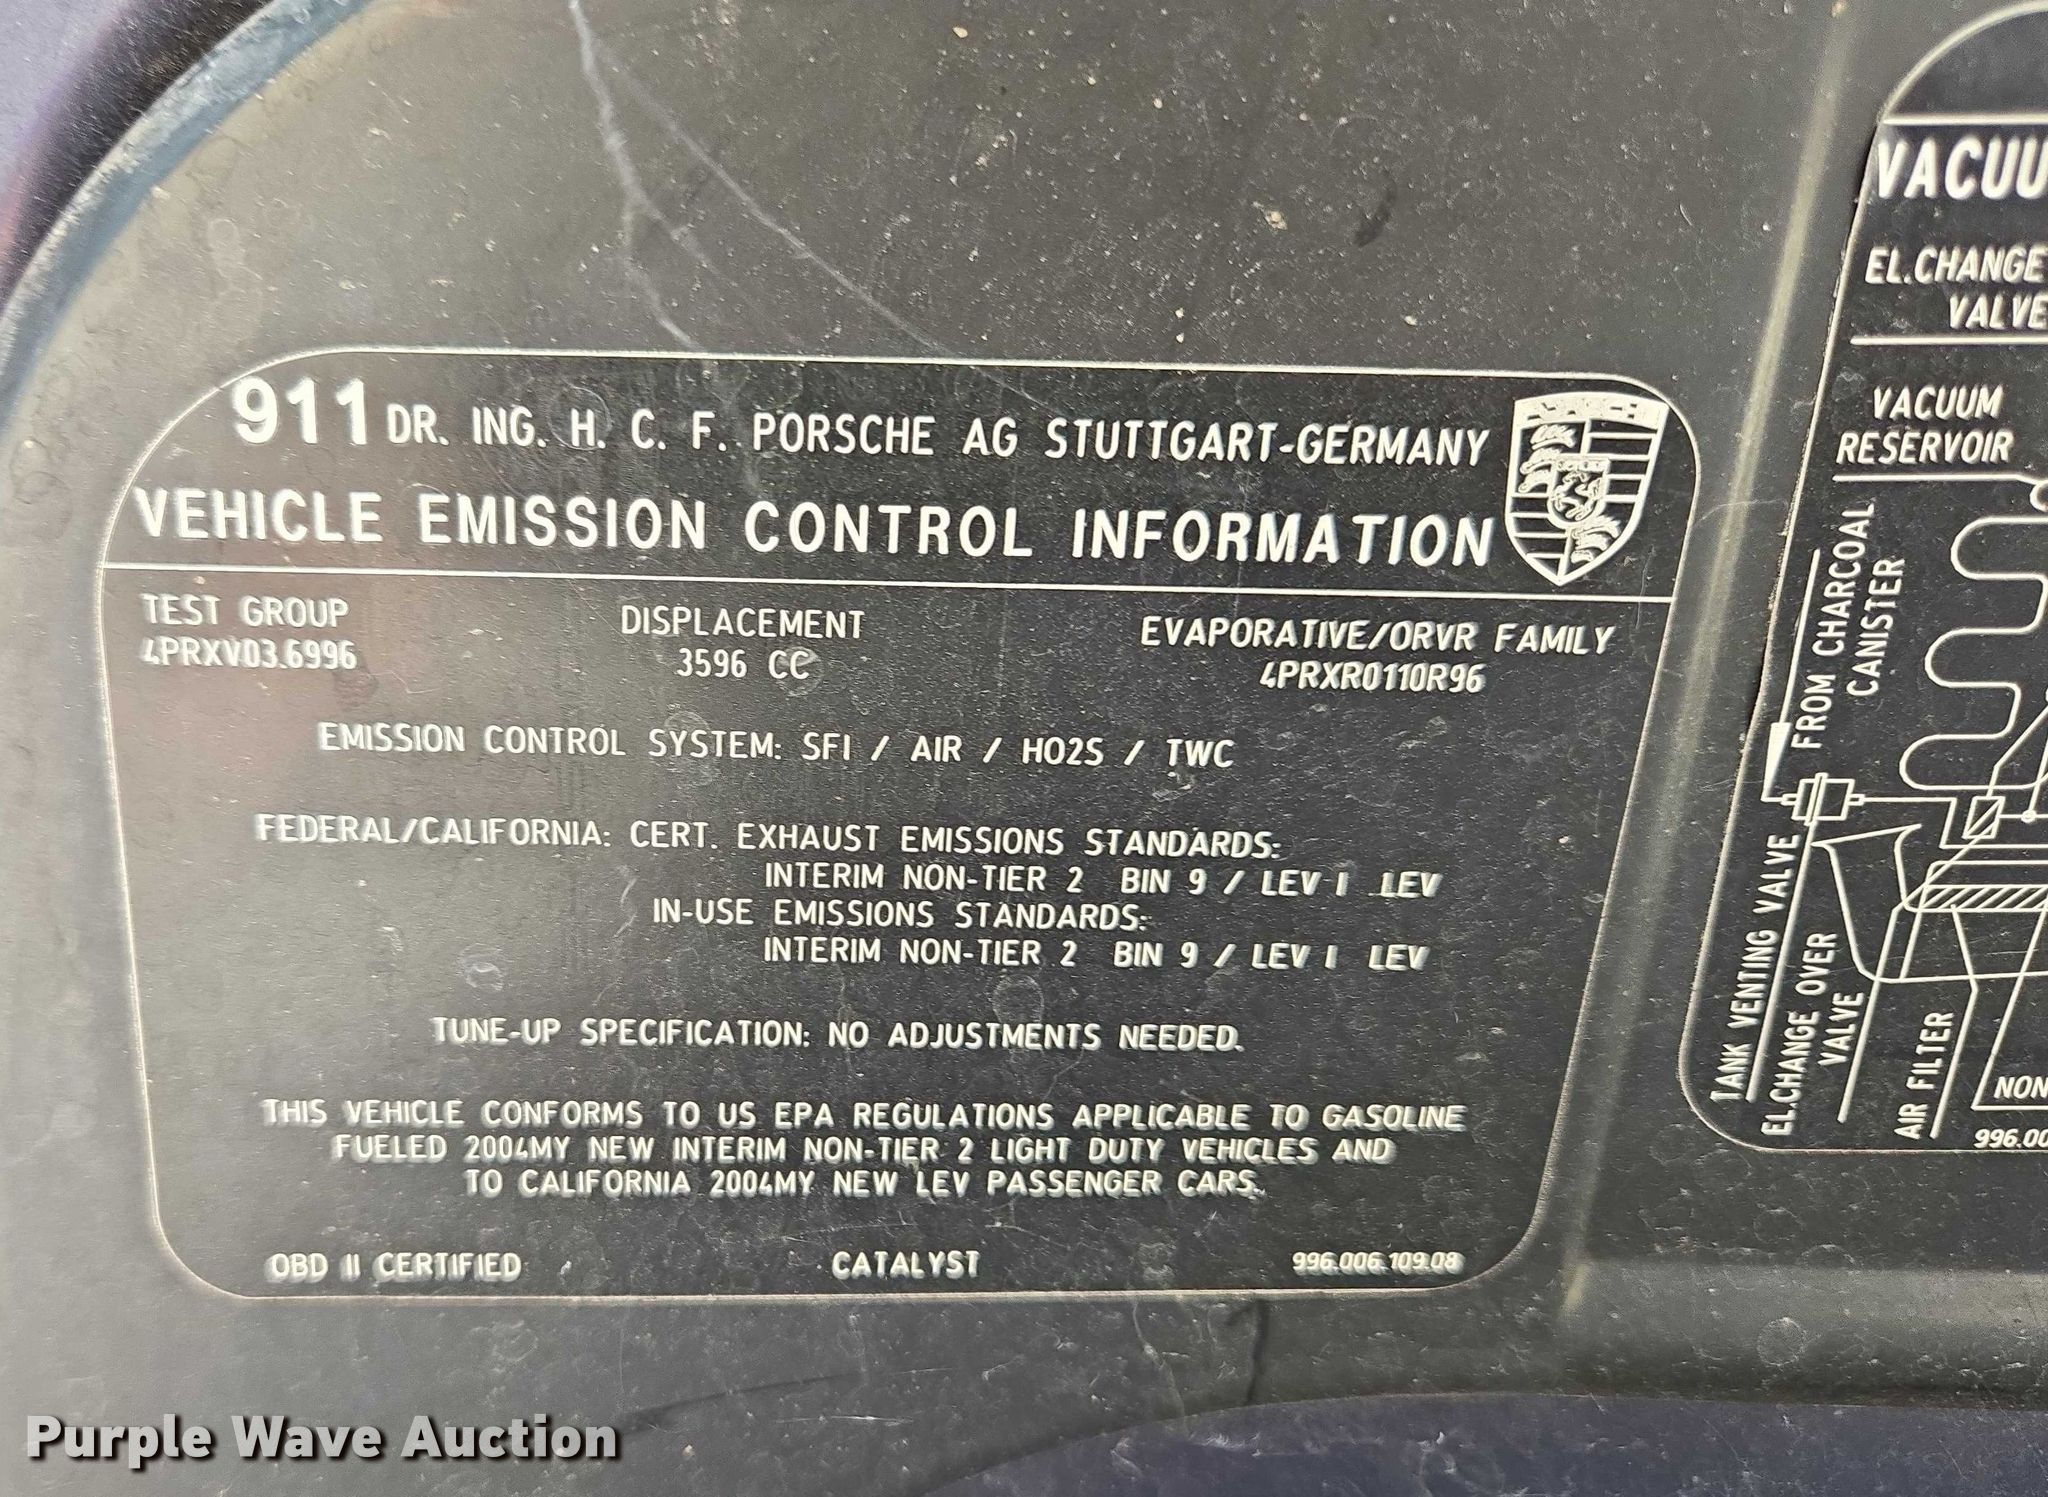 911 DR. ING. H. C. F. PORSCHE AG STUTTGART-GERMANY
VEHICLE EMISSION CONTROL INFORMATION
TEST GROUP
4PRXV03.6996
DISPLACEMENT
3596 CC
EVAPORATIVE/ORVR FAMILY
4PRXR0110R96
EMISSION CONTROL SYSTEM: SFI / AIR / HO2S / TWC
FEDERAL/CALIFORNIA: CERT. EXHAUST EMISSIONS STANDARDS:
INTERIM NON-TIER 2 BIN 9 / LEV I LEV
IN-USE EMISSIONS STANDARDS:
INTERIM NON-TIER 2 BIN 9 / LEV I LEV
TUNE-UP SPECIFICATION: NO ADJUSTMENTS NEEDED.
THIS VEHICLE CONFORMS TO US EPA REGULATIONS APPLICABLE TO GASOLINE
FUELED 2004MY NEW INTERIM NON-TIER 2 LIGHT DUTY VEHICLES AND
TO CALIFORNIA 2004MY NEW LEV PASSENGER CARS.
OBD II CERTIFIED
CATALYST
996.006.109.08
VACUU
EL.CHANGE
VALVE
VACUUM
RESERVOIR
FROM CHARCOAL
CANISTER
TANK VENTING VALVE
EL.CHANGE OVER
VALVE
AIR FILTER
NON
996.00
Purple Wave Auction